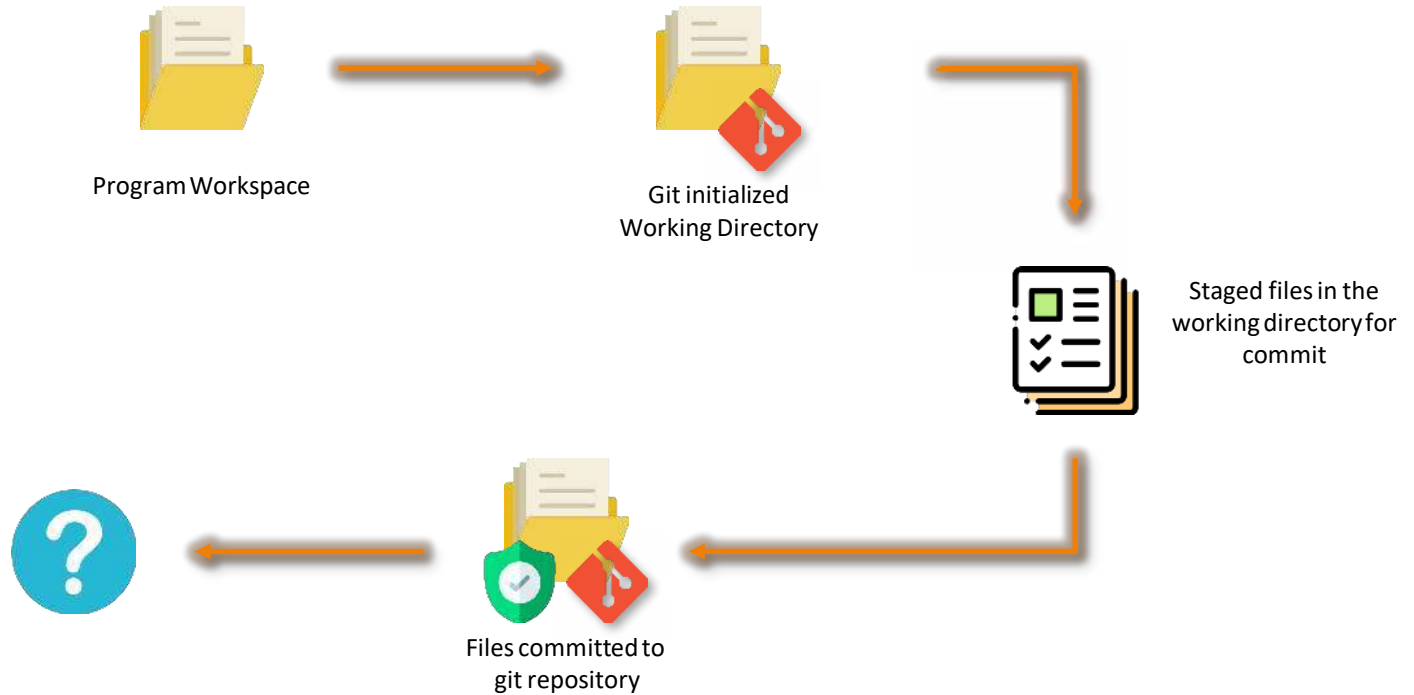 Program Workspace
Git initialized
Working Directory
Staged files in the
working directory for
commit
?
Files committed to
git repository